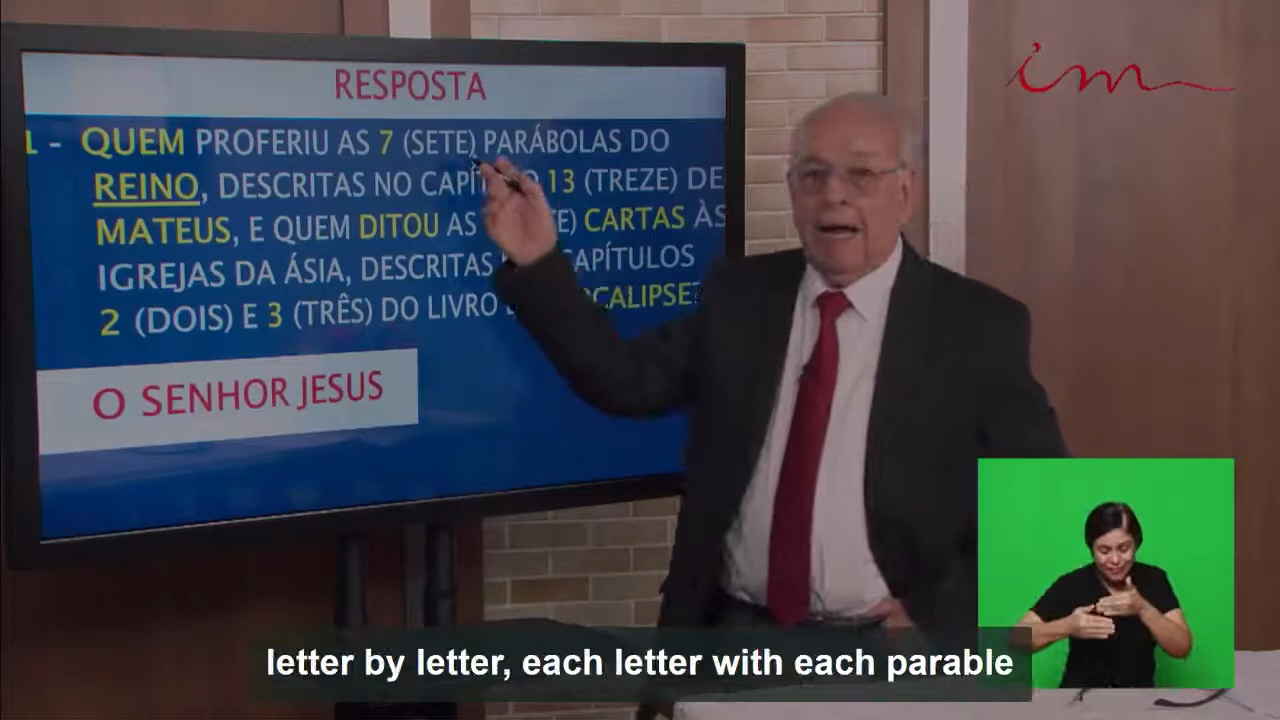 im
RESPOSTA
1 - QUEM PROFERIU AS 7 (SETE) PARÁBOLAS DO
REINO, DESCRITAS NO 13 (TREZE) DE
MATEUS, E QUEM DITOU AS CARTAS ÀS
IGREJAS DA ÁSIA, DESCRITAS CAPÍTULOS
2 (DOIS) E 3 (TRÊS) DO LIVRO
O SENHOR JESUS
letter by letter, each letter with each parable